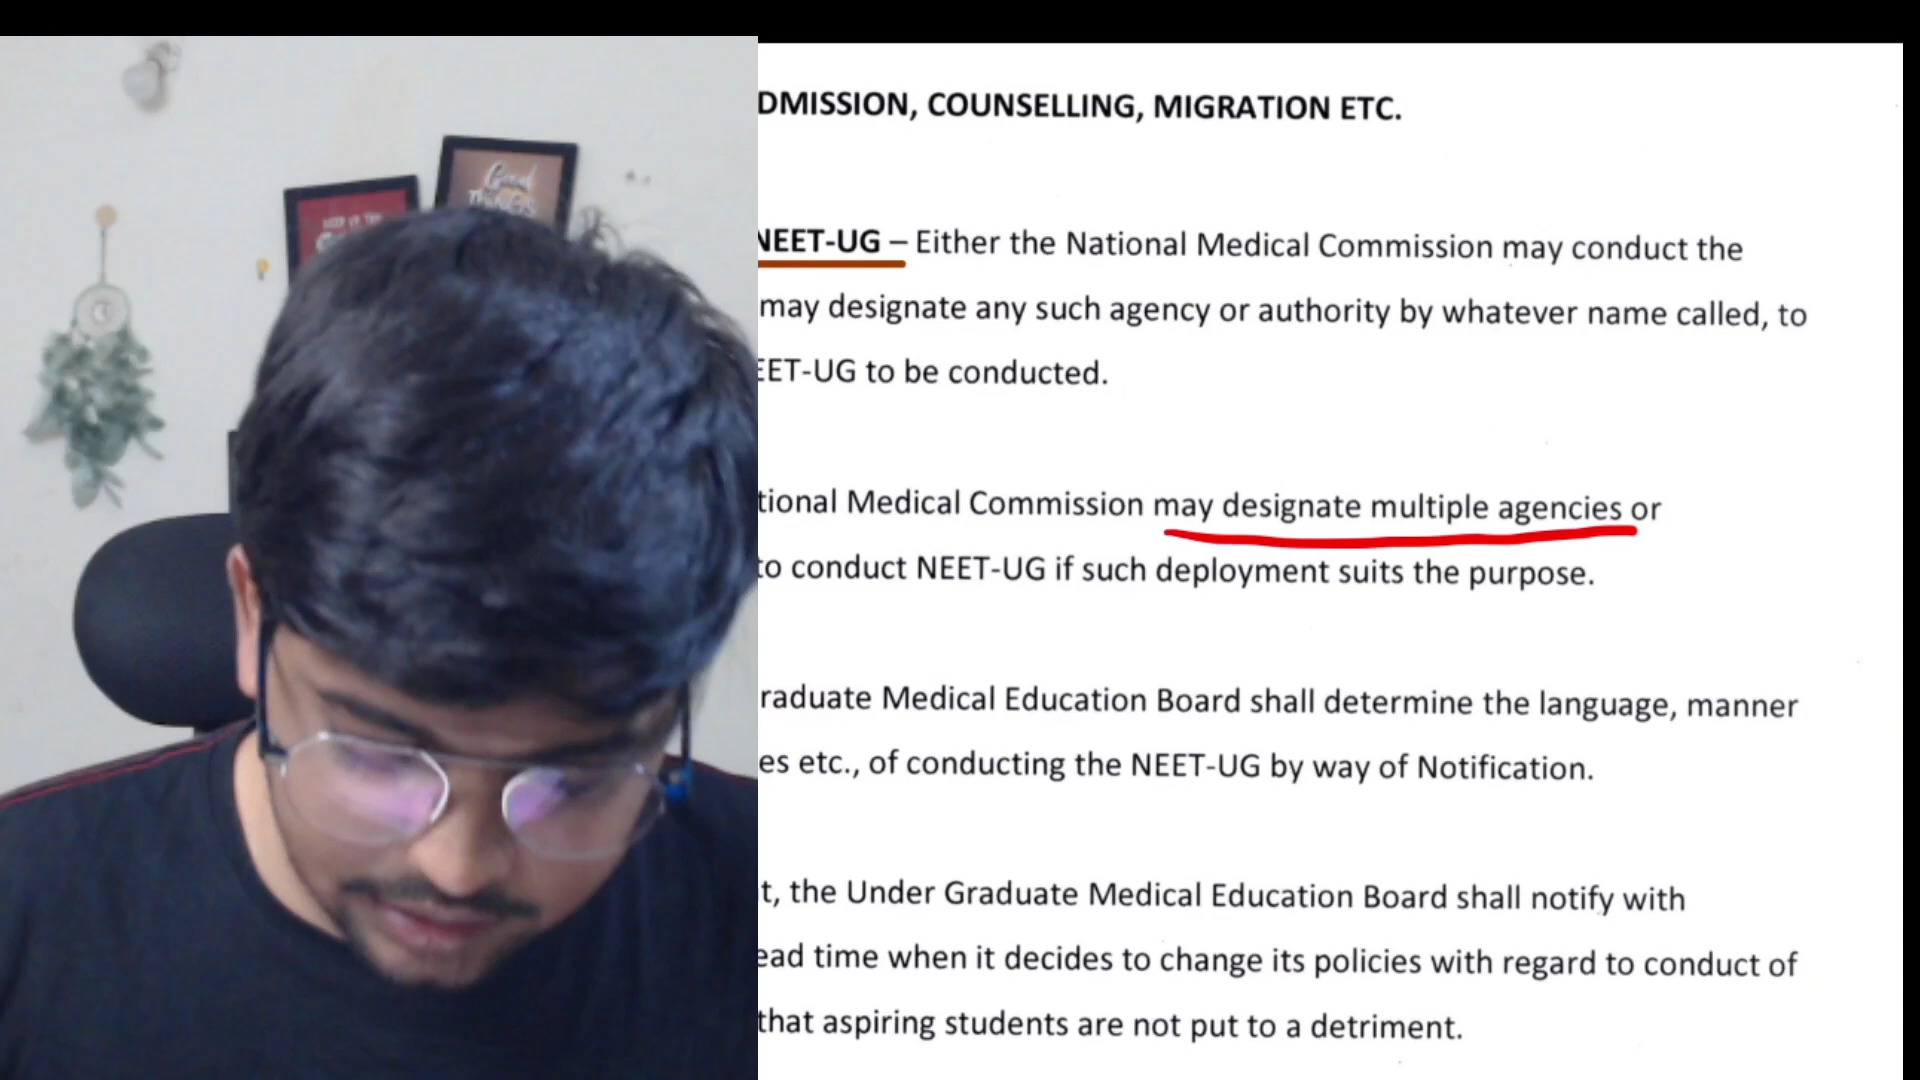 Good
THINGS
DMISSION, COUNSELLING, MIGRATION ETC.
NEET-UG – Either the National Medical Commission may conduct the
may designate any such agency or authority by whatever name called, to
EET-UG to be conducted.
tional Medical Commission may designate multiple agencies or
to conduct NEET-UG if such deployment suits the purpose.
raduate Medical Education Board shall determine the language, manner
es etc., of conducting the NEET-UG by way of Notification.
t, the Under Graduate Medical Education Board shall notify with
ead time when it decides to change its policies with regard to conduct of
that aspiring students are not put to a detriment.